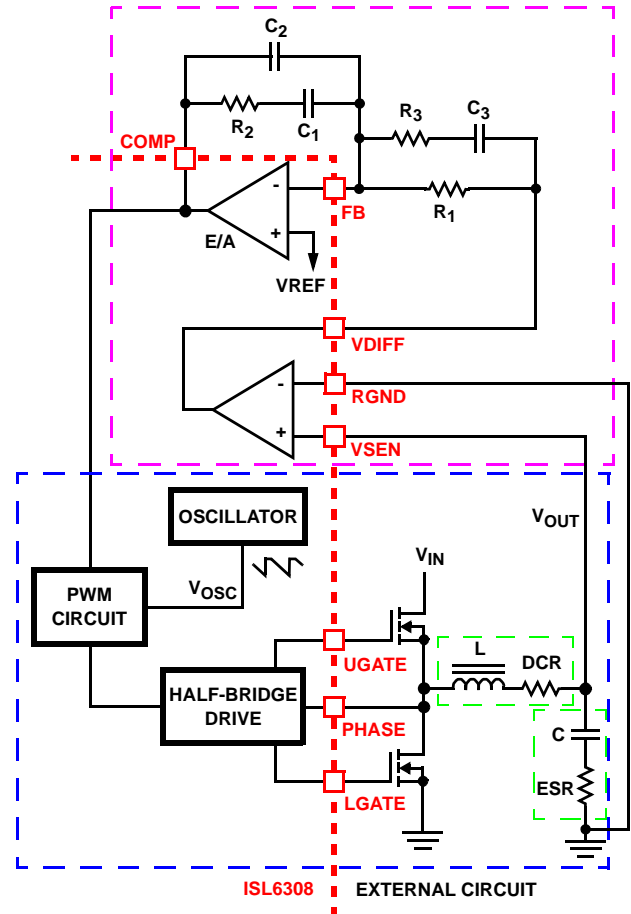 C2
R2
C1
R3
C3
COMP
-
+
E/A
FB
R1
VREF
VDIFF
-
RGND
+
VSEN
OSCILLATOR
VOUT
VIN
PWM
CIRCUIT
VOSC
UGATE
L
DCR
HALF-BRIDGE
DRIVE
PHASE
C
ESR
LGATE
ISL6308
EXTERNAL CIRCUIT